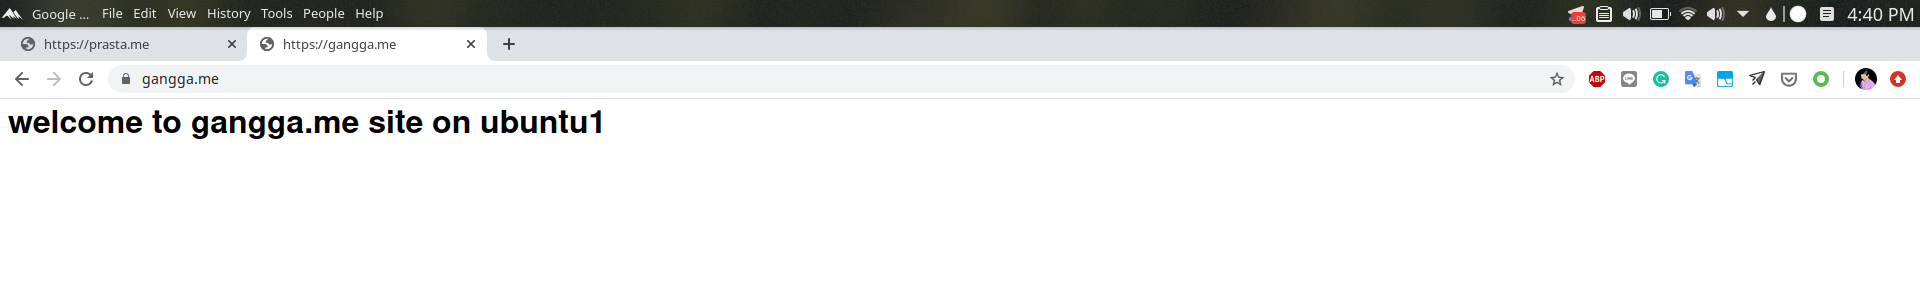 Google ... File Edit View History Tools People Help 4:40 PM
https://prasta.me https://gangga.me
gangga.me ABP
welcome to gangga.me site on ubuntu1